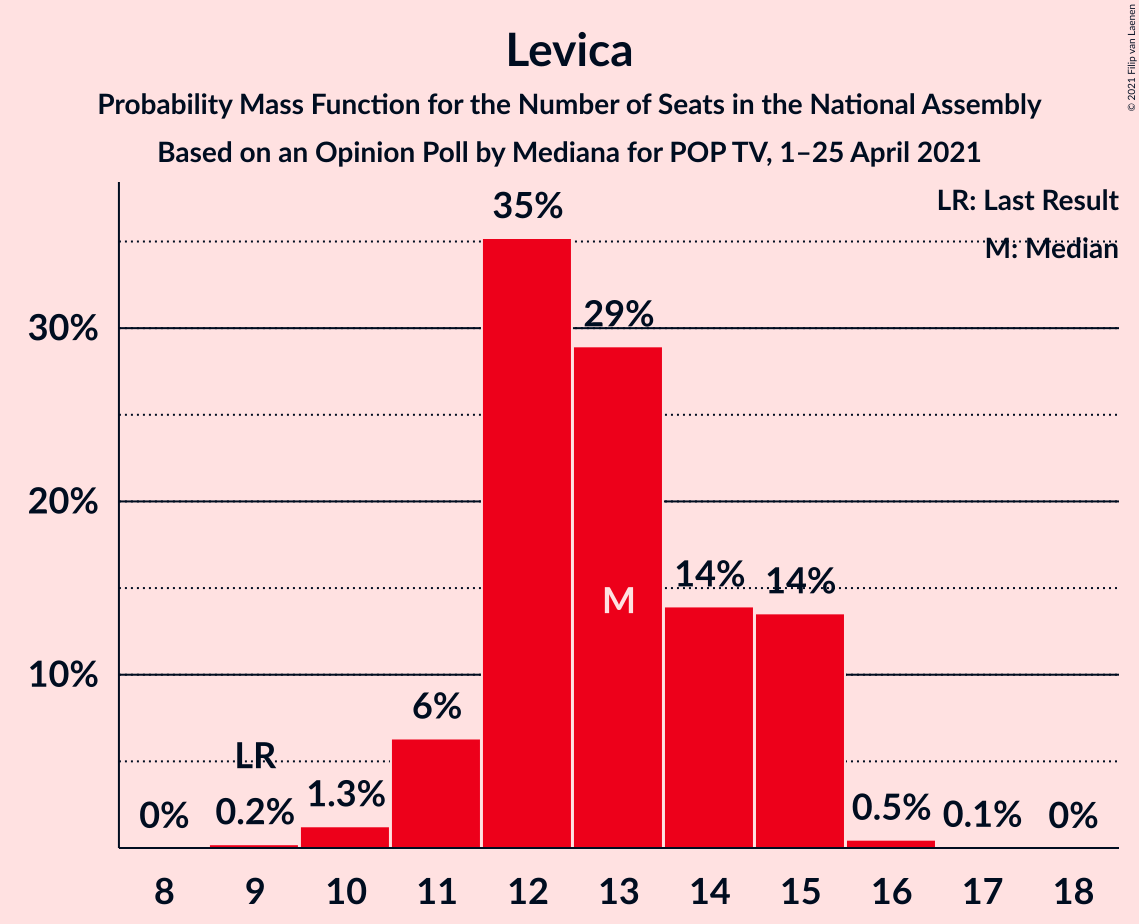 Levica
Probability Mass Function for the Number of Seats in the National Assembly
Based on an Opinion Poll by Mediana for POP TV, 1–25 April 2021
© 2021 Filip van Laenen
LR: Last Result
M: Median
35%
30%
29%
20%
14%
14%
M
10%
6%
LR
1.3%
0%
0.2%
0.5%
0.1%
0%
8 9 10 11 12 13 14 15 16 17 18